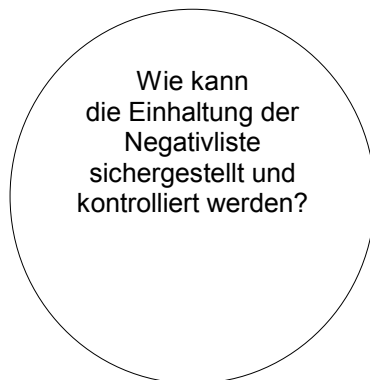 Wie kann
die Einhaltung der
Negativliste
sichergestellt und
kontrolliert werden?